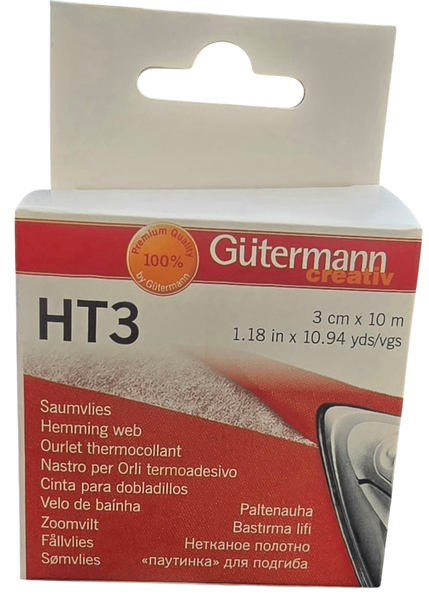 Premium Quality
100%
by Gütermann
Gütermann
creativ
HT3
3 cm x 10 m
1.18 in x 10.94 yds/vgs
Saumvlies
Hemming web
Ourlet thermocollant
Nastro per Orli termoadesivo
Cinta para dobladillos
Velo de baínha
Zoomvilt
Fållvlies
Sømvlies
Paltenauha
Bastırma lifi
Нетканое полотно
«паутинка» для подгиба